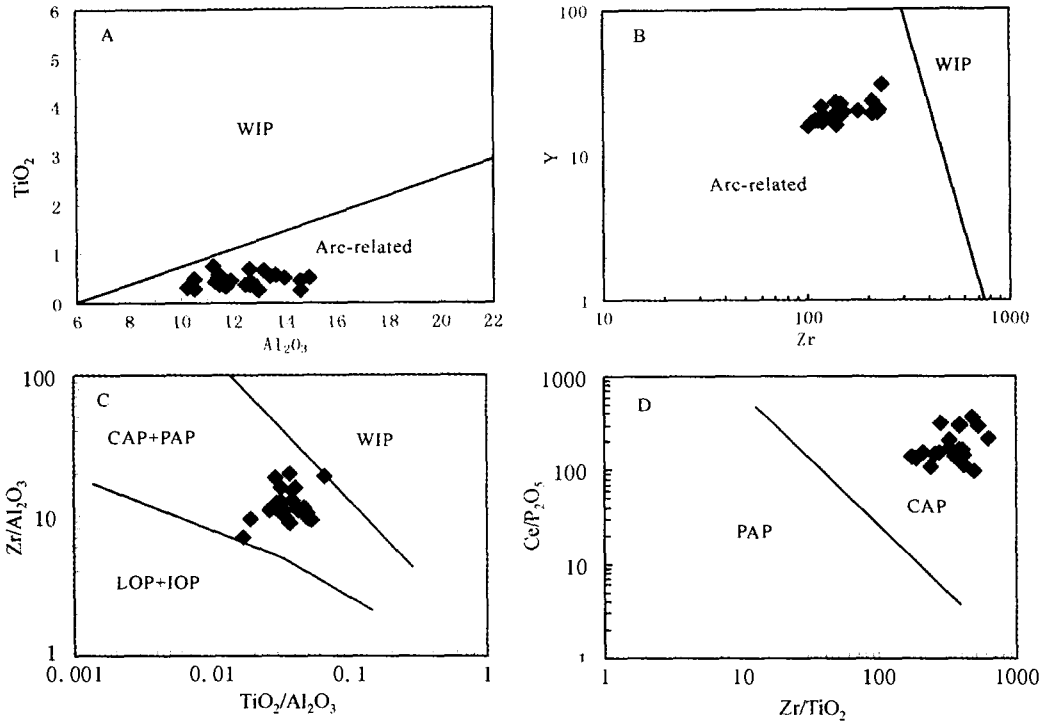 A
6
5
4
3
2
1
0
TiO₂
WIP
Arc-related
6 8 10 12 14 16 18 20 22
Al₂O₃
B
100
10
1
Y
WIP
Arc-related
10 100 1000
Zr
C
100
10
1
Zr/Al₂O₃
CAP+PAP
WIP
LOP+IOP
0.001 0.01 0.1 1
TiO₂/Al₂O₃
D
1000
100
10
1
Ce/P₂O₅
PAP
CAP
1 10 100 1000
Zr/TiO₂